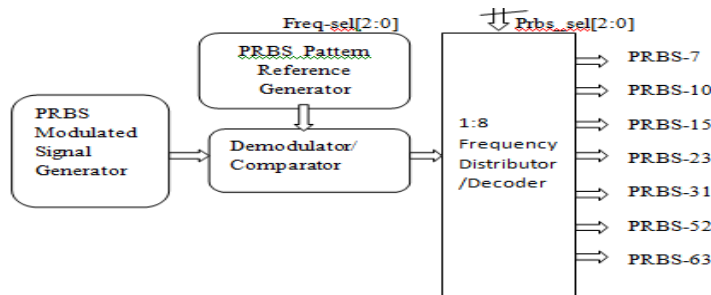 Freq-sel[2:0]
Prbs_sel[2:0]
PRBS Pattern
Reference
Generator
PRBS
Modulated
Signal
Generator
Demodulator/
Comparator
1:8
Frequency
Distributor
/Decoder
PRBS-7
PRBS-10
PRBS-15
PRBS-23
PRBS-31
PRBS-52
PRBS-63